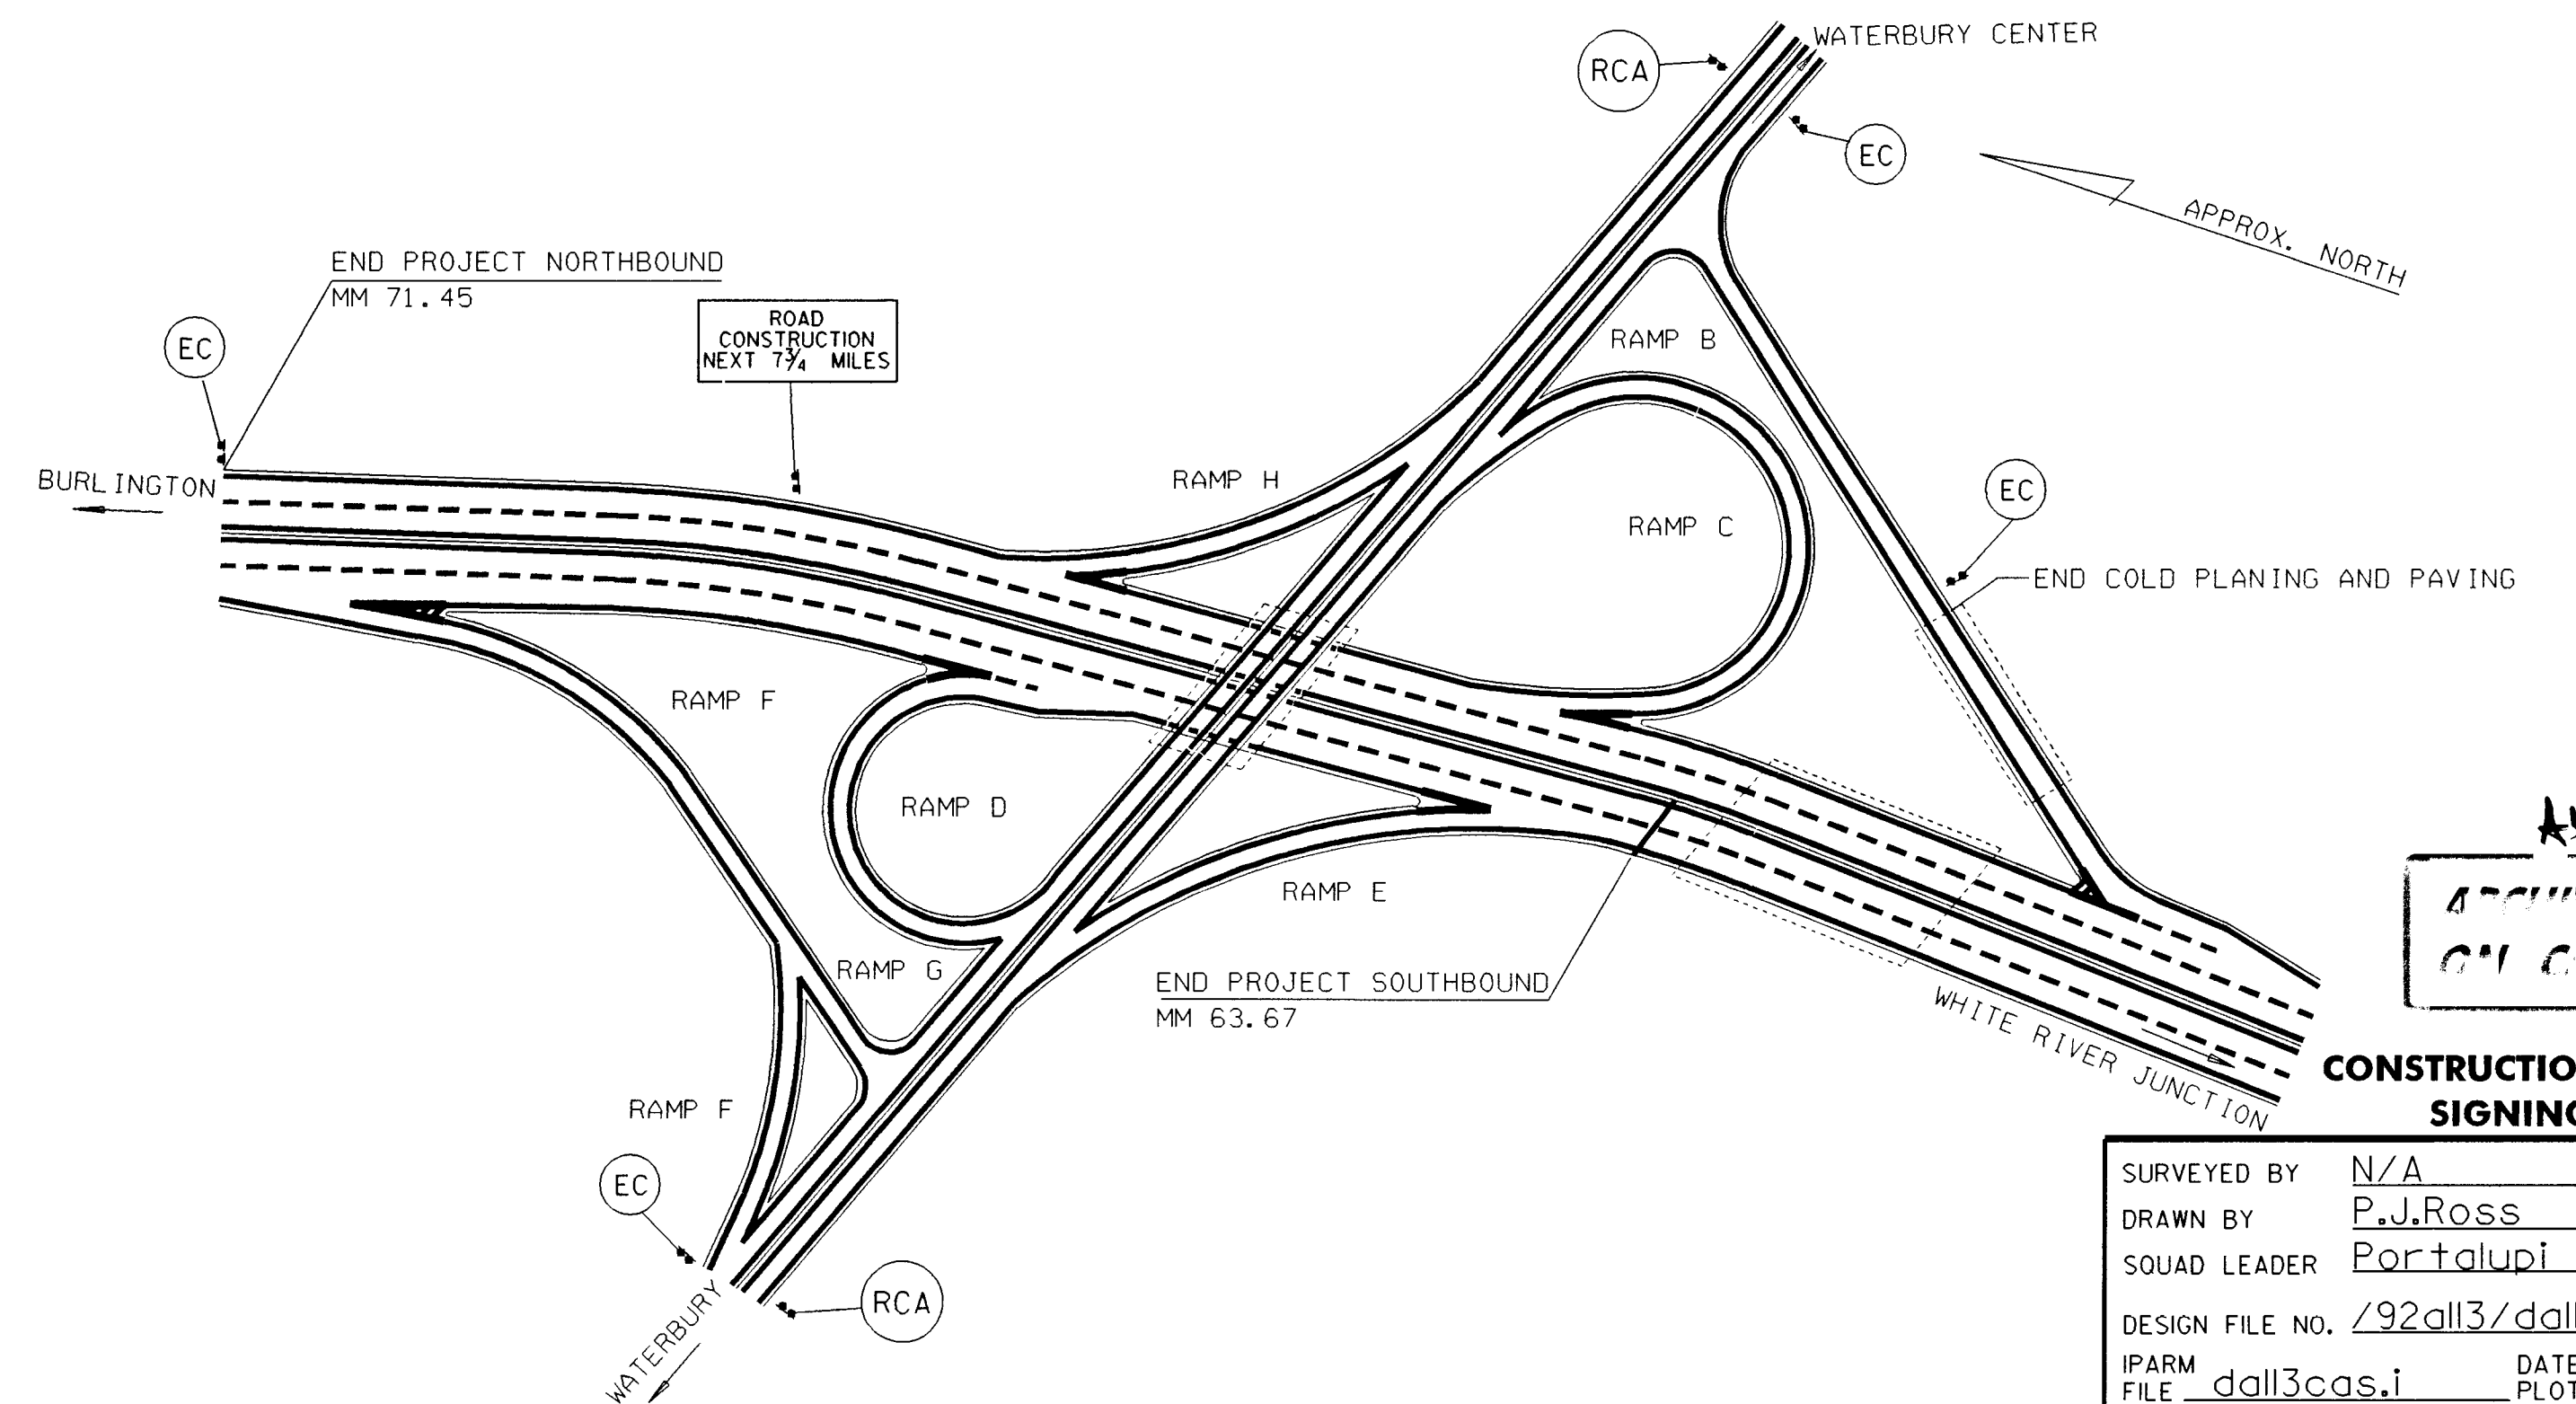 WATERBURY CENTER
RCA
EC
APPROX. NORTH
END PROJECT NORTHBOUND
MM 71.45
EC
ROAD
CONSTRUCTION
NEXT 7 3/4 MILES
RAMP B
BURLINGTON
RAMP H
RAMP C
EC
END COLD PLANING AND PAVING
RAMP F
RAMP D
RAMP E
RAMP G
END PROJECT SOUTHBOUND
MM 63.67
WHITE RIVER JUNCTION
RAMP F
EC
RCA
WATERBURY
SURVEYED BY N/A
DRAWN BY P.J.Ross
SQUAD LEADER Portalupi
DESIGN FILE NO.
IPARM
FILE dall3cas.i